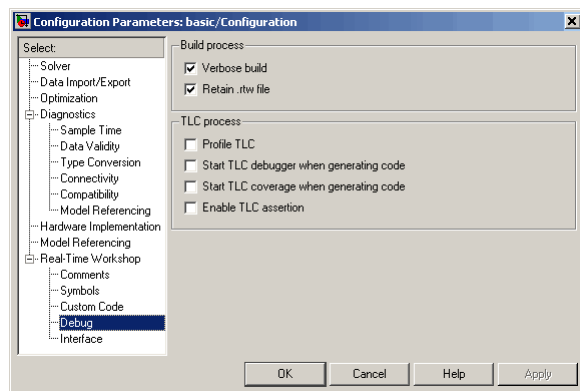 Configuration Parameters: basic/Configuration
Select:
Solver
Data Import/Export
Optimization
Diagnostics
Sample Time
Data Validity
Type Conversion
Connectivity
Compatibility
Model Referencing
Hardware Implementation
Model Referencing
Real-Time Workshop
Comments
Symbols
Custom Code
Debug
Interface
Build process
Verbose build
Retain .rtw file
TLC process
Profile TLC
Start TLC debugger when generating code
Start TLC coverage when generating code
Enable TLC assertion
OK Cancel Help Apply